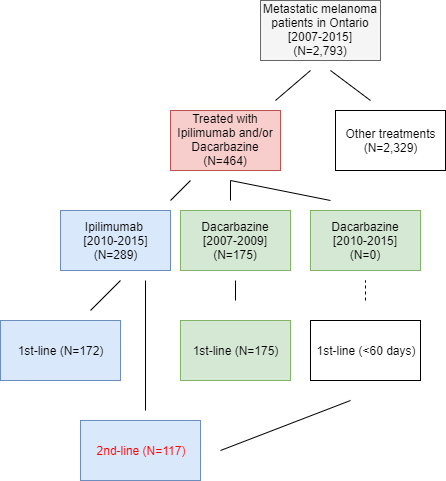 Metastatic melanoma
patients in Ontario
[2007-2015]
(N=2,793)
Treated with
Ipilimumab and/or
Dacarbazine
(N=464)
Other treatments
(N=2,329)
Ipilimumab
[2010-2015]
(N=289)
Dacarbazine
[2007-2009]
(N=175)
Dacarbazine
[2010-2015]
(N=0)
1st-line (N=172)
1st-line (N=175)
1st-line (<60 days)
2nd-line (N=117)